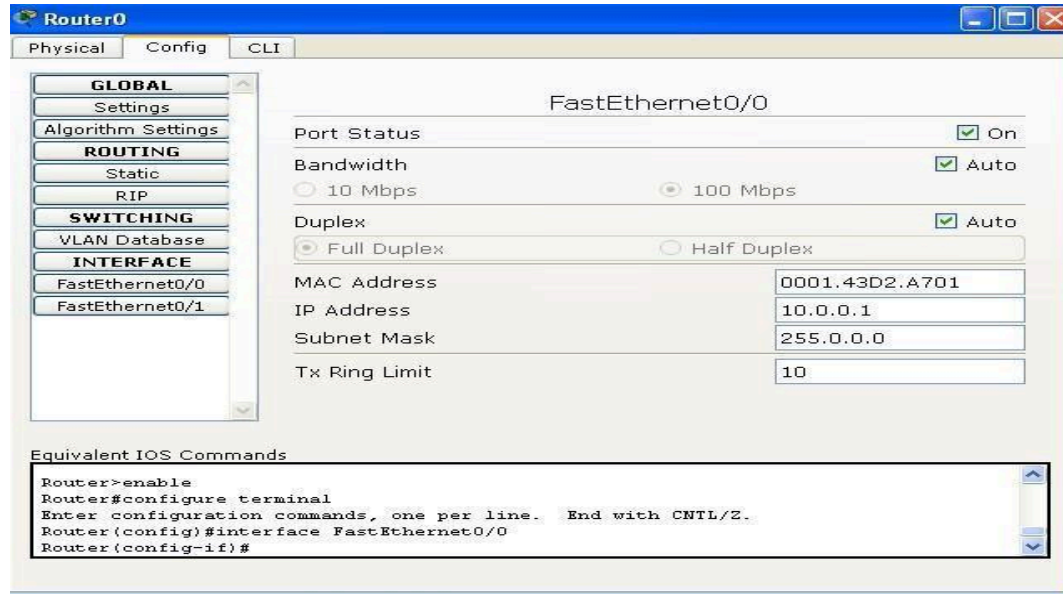 Router0
Physical Config CLI
GLOBAL
Settings
Algorithm Settings
ROUTING
Static
RIP
SWITCHING
VLAN Database
INTERFACE
FastEthernet0/0
FastEthernet0/1
FastEthernet0/0
Port Status On
Bandwidth Auto
10 Mbps 100 Mbps
Duplex Auto
Full Duplex Half Duplex
MAC Address 0001.43D2.A701
IP Address 10.0.0.1
Subnet Mask 255.0.0.0
Tx Ring Limit 10
Equivalent IOS Commands
Router>enable
Router#configure terminal
Enter configuration commands, one per line. End with CNTL/Z.
Router(config)#interface FastEthernet0/0
Router(config-if)#